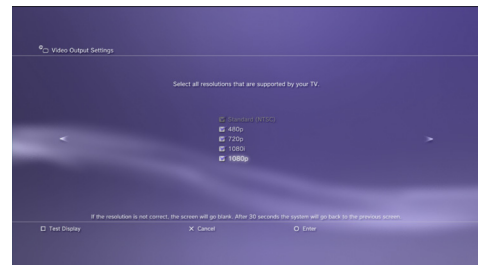 Video Output Settings
Select all resolutions that are supported by your TV.
Standard (NTSC)
480p
720p
1080i
1080p
If the resolution is not correct, the screen will go blank. After 30 seconds the system will go back to the previous screen.
Test Display
Cancel
Enter